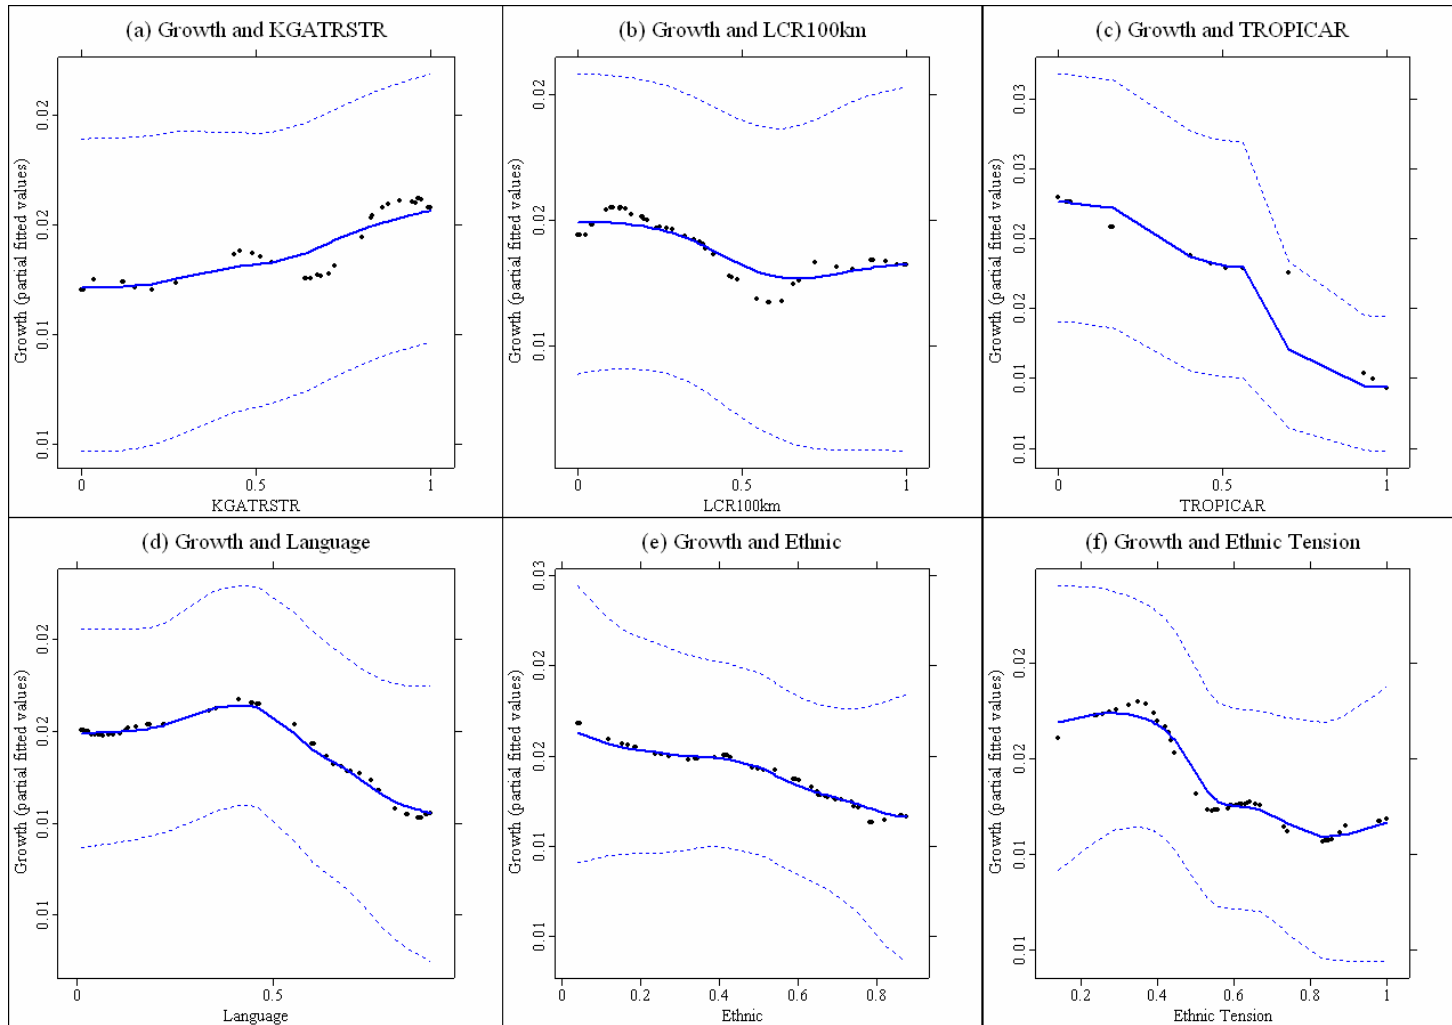 (a) Growth and KGATRSTR
(b) Growth and LCR100km
(c) Growth and TROPICAR
Growth (partial fitted values)
0.02
0.02
0.01
0.01
0
0.5
1
KGATRSTR
Growth (partial fitted values)
0.02
0.02
0.01
0
0.5
1
LCR100km
Growth (partial fitted values)
0.03
0.03
0.02
0.02
0.01
0.01
0
0.5
1
TROPICAR
(d) Growth and Language
(e) Growth and Ethnic
(f) Growth and Ethnic Tension
Growth (partial fitted values)
0.02
0.02
0.01
0.01
0
0.5
Language
Growth (partial fitted values)
0.03
0.02
0.02
0.01
0.01
0
0.2
0.4
0.6
0.8
Ethnic
Growth (partial fitted values)
0.02
0.02
0.01
0.01
0.2
0.4
0.6
0.8
1
Ethnic Tension